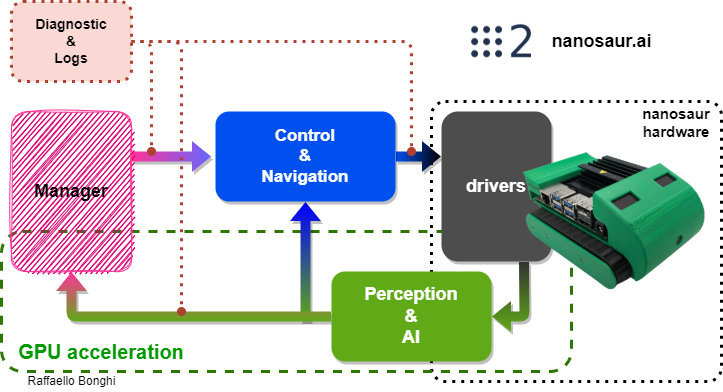 Diagnostic
&
Logs
2
nanosaur.ai
nanosaur
hardware
Control
&
Navigation
Manager
drivers
Perception
&
AI
GPU acceleration
Raffaello Bonghi